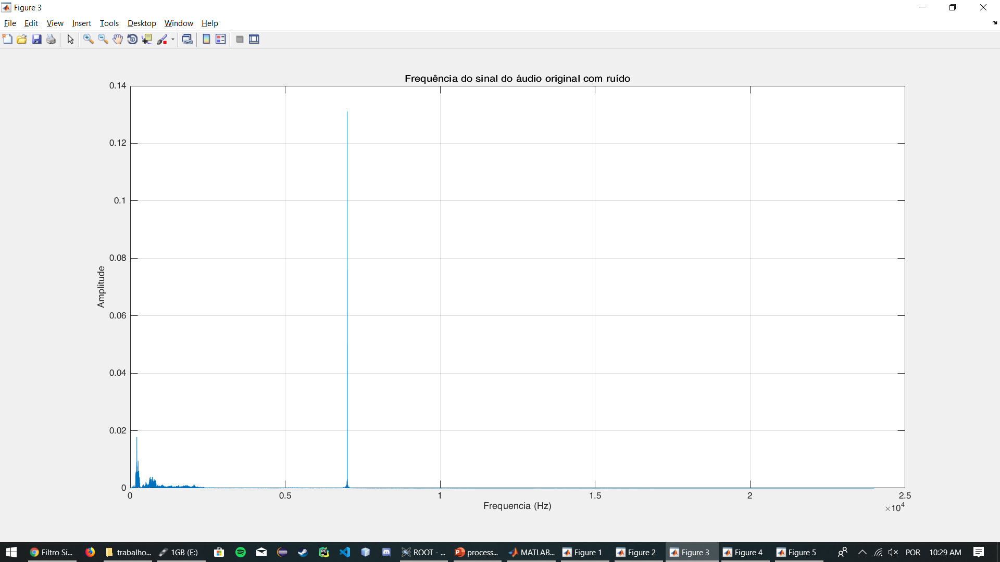 Figure 3
File Edit View Insert Tools Desktop Window Help
Frequência do sinal do áudio original com ruído
0.14
0.12
0.1
0.08
0.06
0.04
0.02
0
Amplitude
0 0.5 1 1.5 2 2.5
Frequencia (Hz)
×10⁴
Filtro Si... trabalho... 1GB (E:) ROOT - ... process... MATLAB... Figure 1 Figure 2 Figure 3 Figure 4 Figure 5 POR 10:29 AM